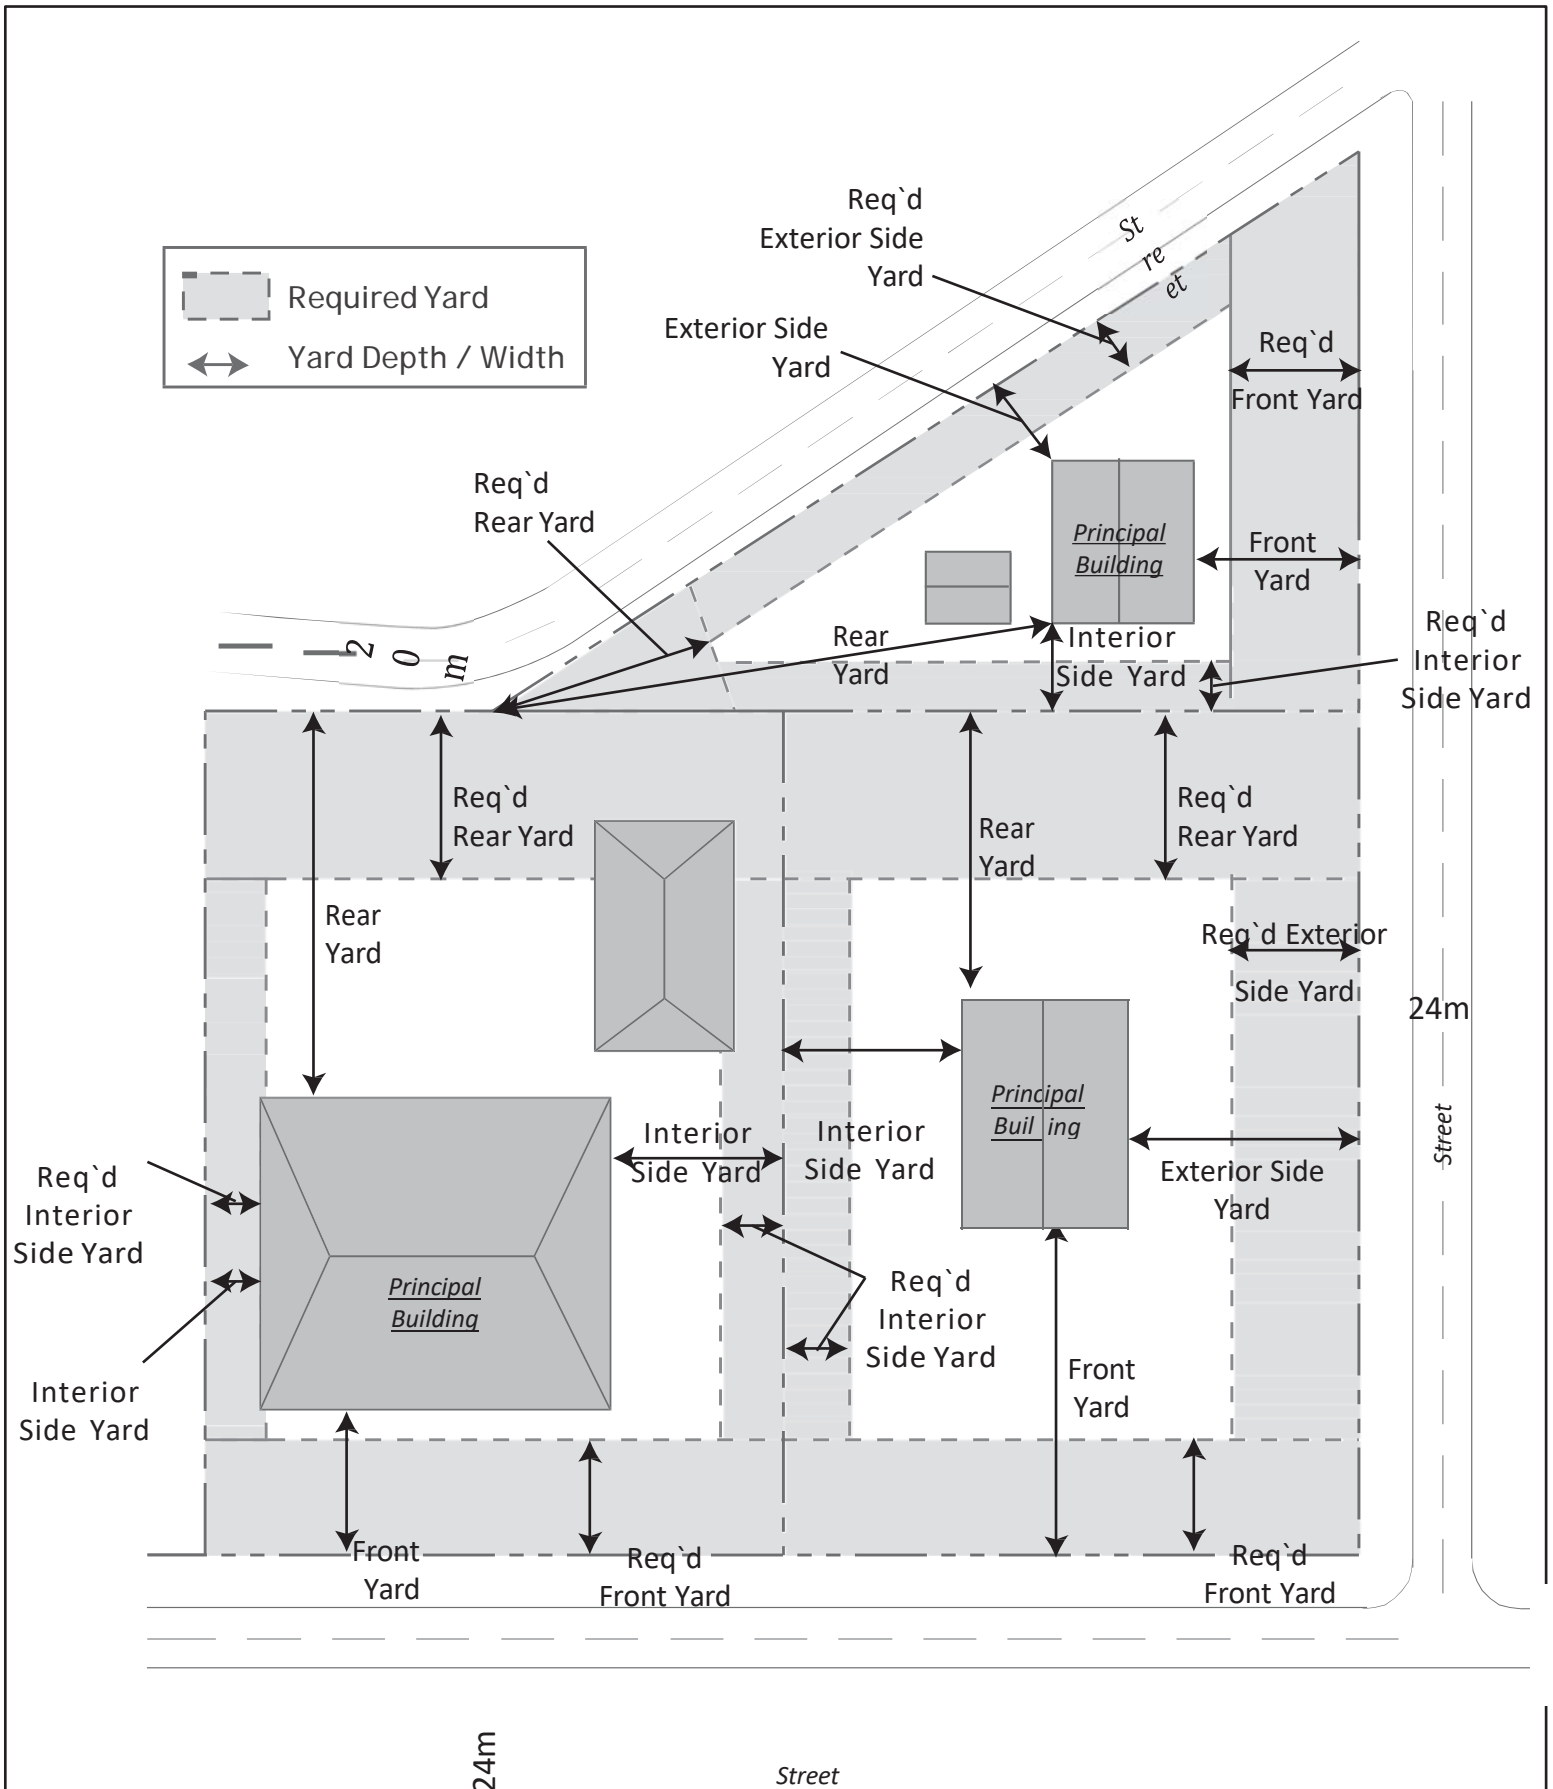 Req`d
Exterior Side
Yard
St
re
et
Required Yard
Yard Depth / Width
Exterior Side
Yard
Req`d
Front Yard
Req`d
Rear Yard
Principal
Building
Front
Yard
20
m
Rear
Yard
Interior
Side Yard
Req`d
Interior
Side Yard
Req`d
Rear Yard
Rear
Yard
Req`d
Rear Yard
Rear
Yard
Req`d Exterior
Side Yard
24m
Principal
Buil ing
Street
Interior
Side Yard
Interior
Side Yard
Exterior Side
Yard
Req`d
Interior
Side Yard
Principal
Building
Req`d
Interior
Side Yard
Interior
Side Yard
Front
Yard
Front
Yard
Req`d
Front Yard
Req`d
Front Yard
24m
Street